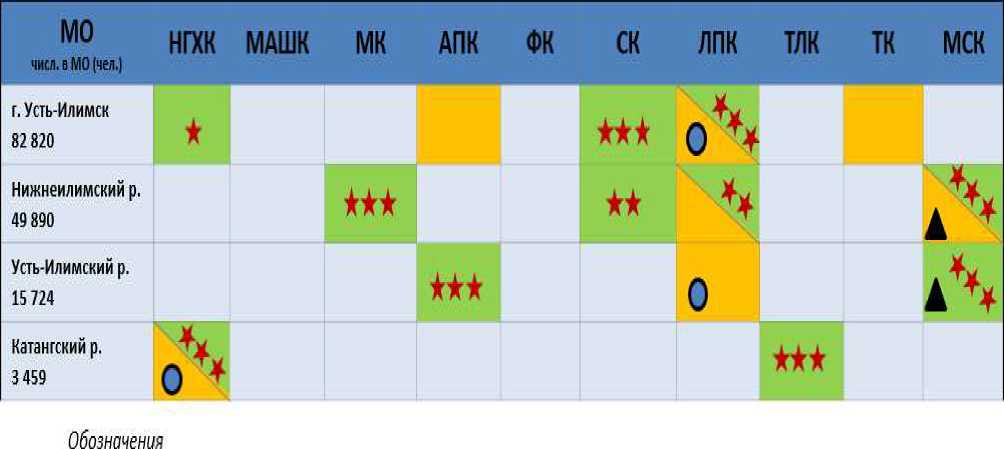 МО
числ. в МО (чел.)
НГХК МАШК МК АПК ФК СК ЛПК ТЛК ТК МСК
г. Усть-Илимск
82 820
Нижнеилимский р.
49 890
Усть-Илимский р.
15 724
Катангский р.
3 459
Обозначения